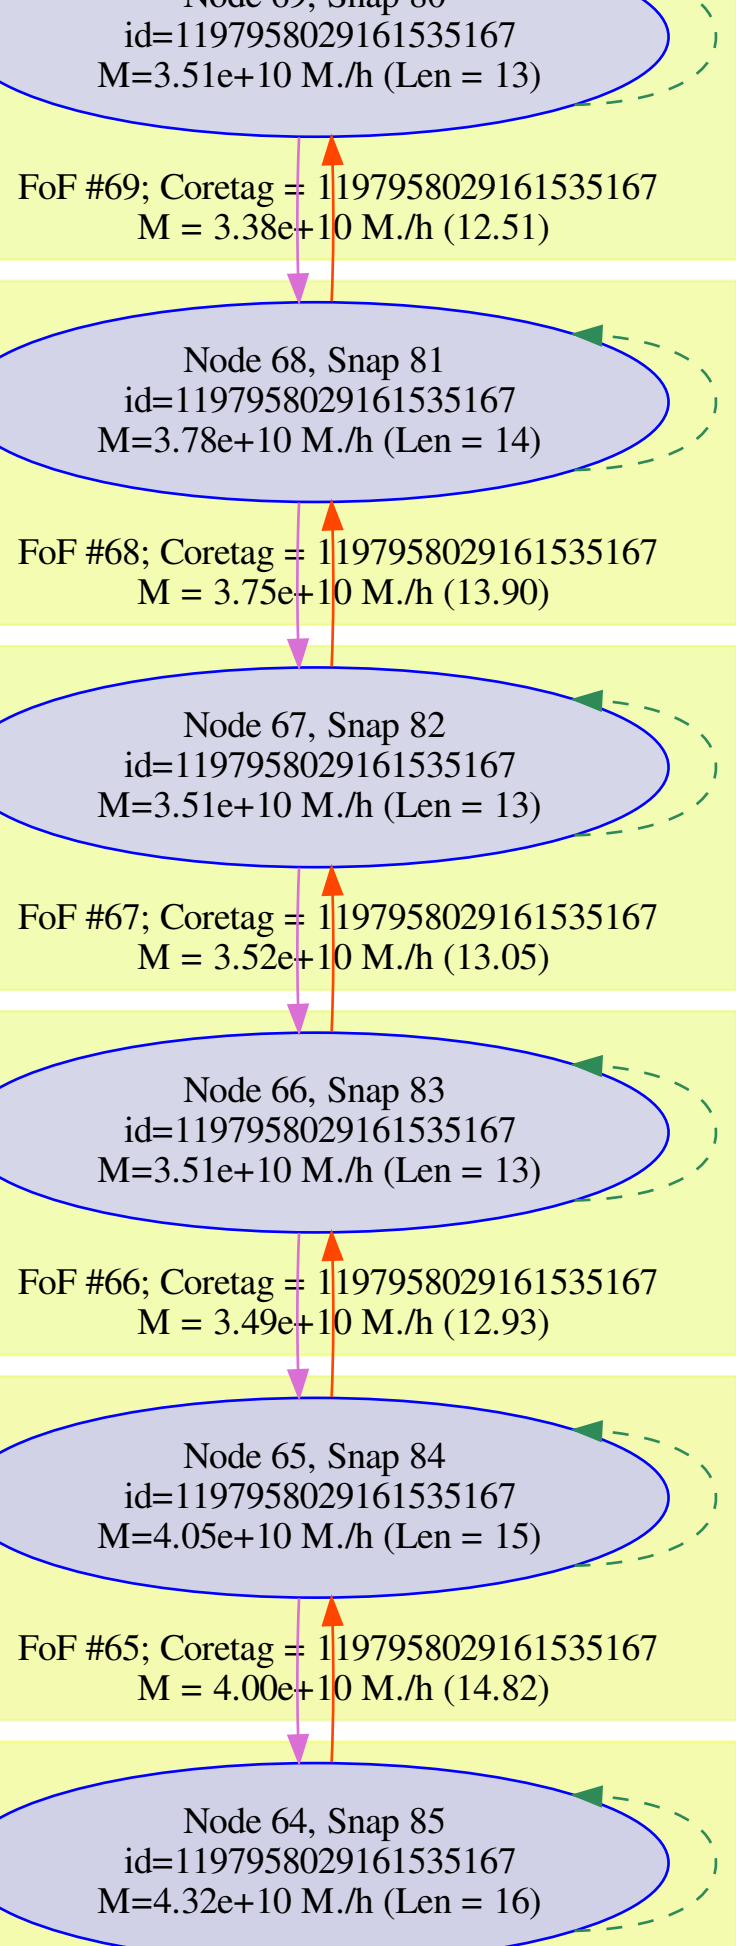 Node 69, Snap 80
id=1197958029161535167
M=3.51e+10 M./h (Len = 13)
FoF #69; Coretag = 1197958029161535167
M = 3.38e+10 M./h (12.51)
Node 68, Snap 81
id=1197958029161535167
M=3.78e+10 M./h (Len = 14)
FoF #68; Coretag = 1197958029161535167
M = 3.75e+10 M./h (13.90)
Node 67, Snap 82
id=1197958029161535167
M=3.51e+10 M./h (Len = 13)
FoF #67; Coretag = 1197958029161535167
M = 3.52e+10 M./h (13.05)
Node 66, Snap 83
id=1197958029161535167
M=3.51e+10 M./h (Len = 13)
FoF #66; Coretag = 1197958029161535167
M = 3.49e+10 M./h (12.93)
Node 65, Snap 84
id=1197958029161535167
M=4.05e+10 M./h (Len = 15)
FoF #65; Coretag = 1197958029161535167
M = 4.00e+10 M./h (14.82)
Node 64, Snap 85
id=1197958029161535167
M=4.32e+10 M./h (Len = 16)